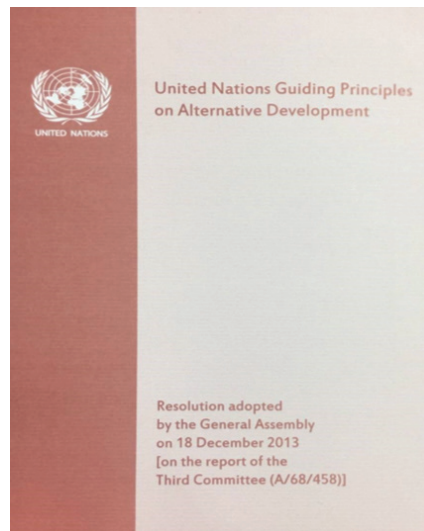 UNITED NATIONS
United Nations Guiding Principles
on Alternative Development
Resolution adopted
by the General Assembly
on 18 December 2013
[on the report of the
Third Committee (A/68/458)]